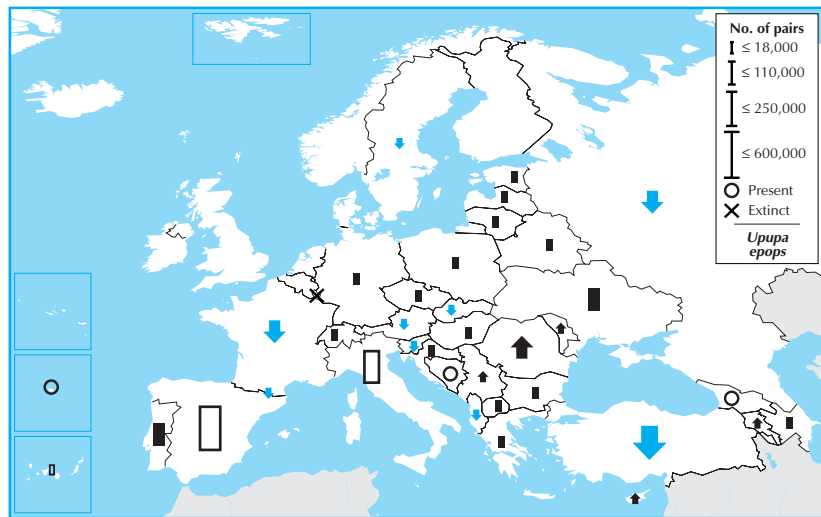 No. of pairs
≤ 18,000
≤ 110,000
≤ 250,000
≤ 600,000
Present
Extinct
Upupa
epops